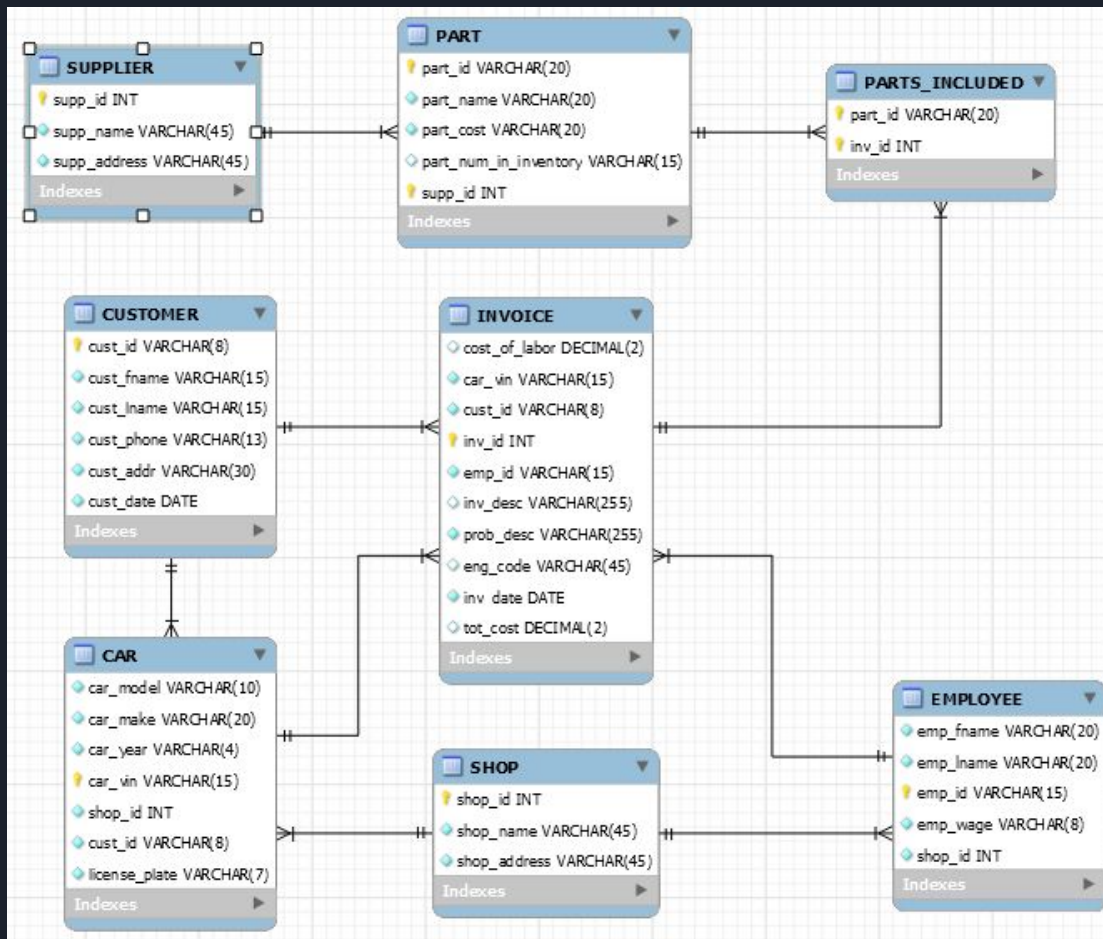 SUPPLIER
supp_id INT
supp_name VARCHAR(45)
supp_address VARCHAR(45)
Indexes
PART
part_id VARCHAR(20)
part_name VARCHAR(20)
part_cost VARCHAR(20)
part_num_in_inventory VARCHAR(15)
supp_id INT
Indexes
PARTS_INCLUDED
part_id VARCHAR(20)
inv_id INT
Indexes
CUSTOMER
cust_id VARCHAR(8)
cust_fname VARCHAR(15)
cust_lname VARCHAR(15)
cust_phone VARCHAR(13)
cust_addr VARCHAR(30)
cust_date DATE
Indexes
INVOICE
cost_of_labor DECIMAL(2)
car_vin VARCHAR(15)
cust_id VARCHAR(8)
inv_id INT
emp_id VARCHAR(15)
inv_desc VARCHAR(255)
prob_desc VARCHAR(255)
eng_code VARCHAR(45)
inv_date DATE
tot_cost DECIMAL(2)
Indexes
CAR
car_model VARCHAR(10)
car_make VARCHAR(20)
car_year VARCHAR(4)
car_vin VARCHAR(15)
shop_id INT
cust_id VARCHAR(8)
license_plate VARCHAR(7)
Indexes
SHOP
shop_id INT
shop_name VARCHAR(45)
shop_address VARCHAR(45)
Indexes
EMPLOYEE
emp_fname VARCHAR(20)
emp_lname VARCHAR(20)
emp_id VARCHAR(15)
emp_wage VARCHAR(8)
shop_id INT
Indexes